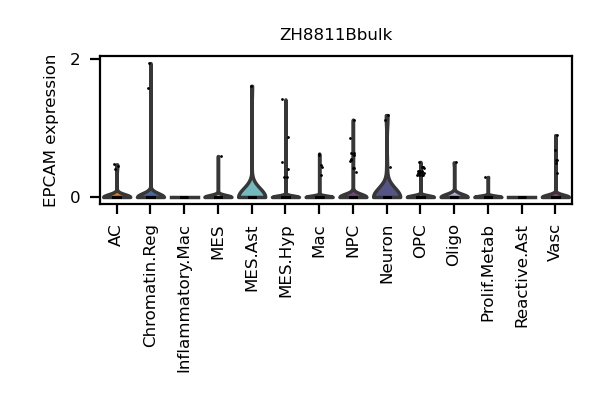 ZH8811Bbulk
EPCAM expression
2
0
AC
Chromatin.Reg
Inflammatory.Mac
MES
MES.Ast
MES.Hyp
Mac
NPC
Neuron
OPC
Oligo
Prolif.Metab
Reactive.Ast
Vasc